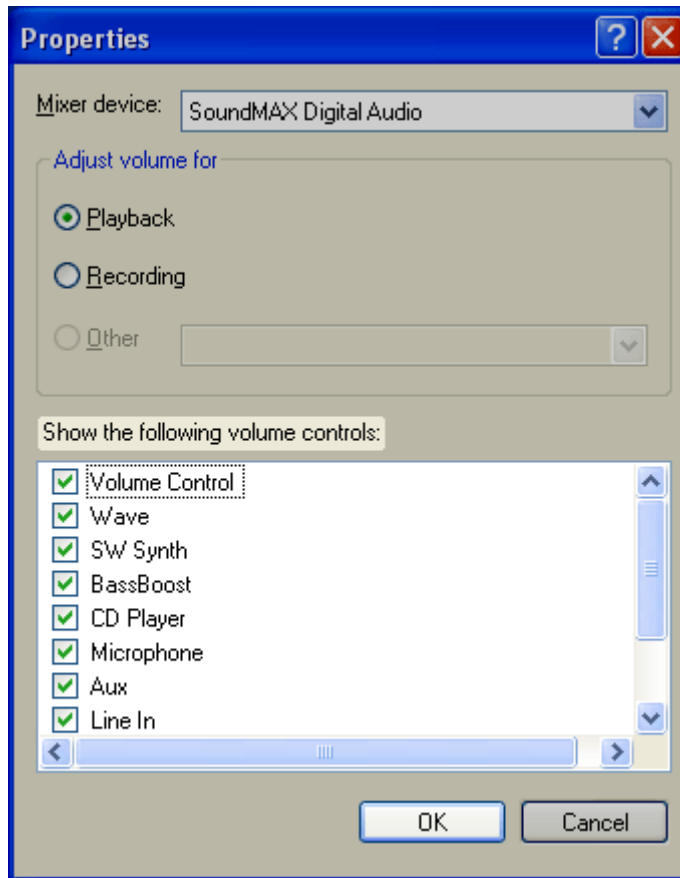 Properties
Mixer device: SoundMAX Digital Audio
Adjust volume for
Playback
Recording
Other
Show the following volume controls:
Volume Control
Wave
SW Synth
BassBoost
CD Player
Microphone
Aux
Line In
OK Cancel